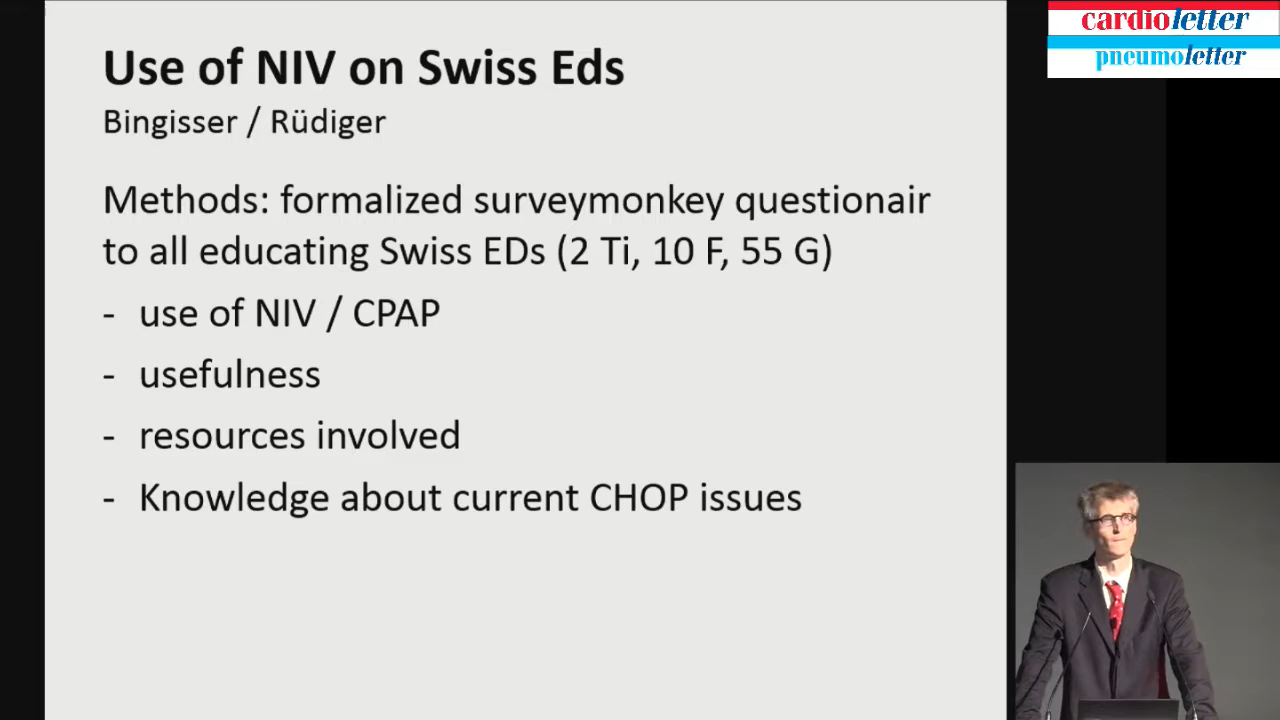 cardioletter
pneumoletter
Use of NIV on Swiss Eds
Bingisser / Rüdiger
Methods: formalized surveymonkey questionair
to all educating Swiss EDs (2 Ti, 10 F, 55 G)
- use of NIV / CPAP
- usefulness
- resources involved
- Knowledge about current CHOP issues